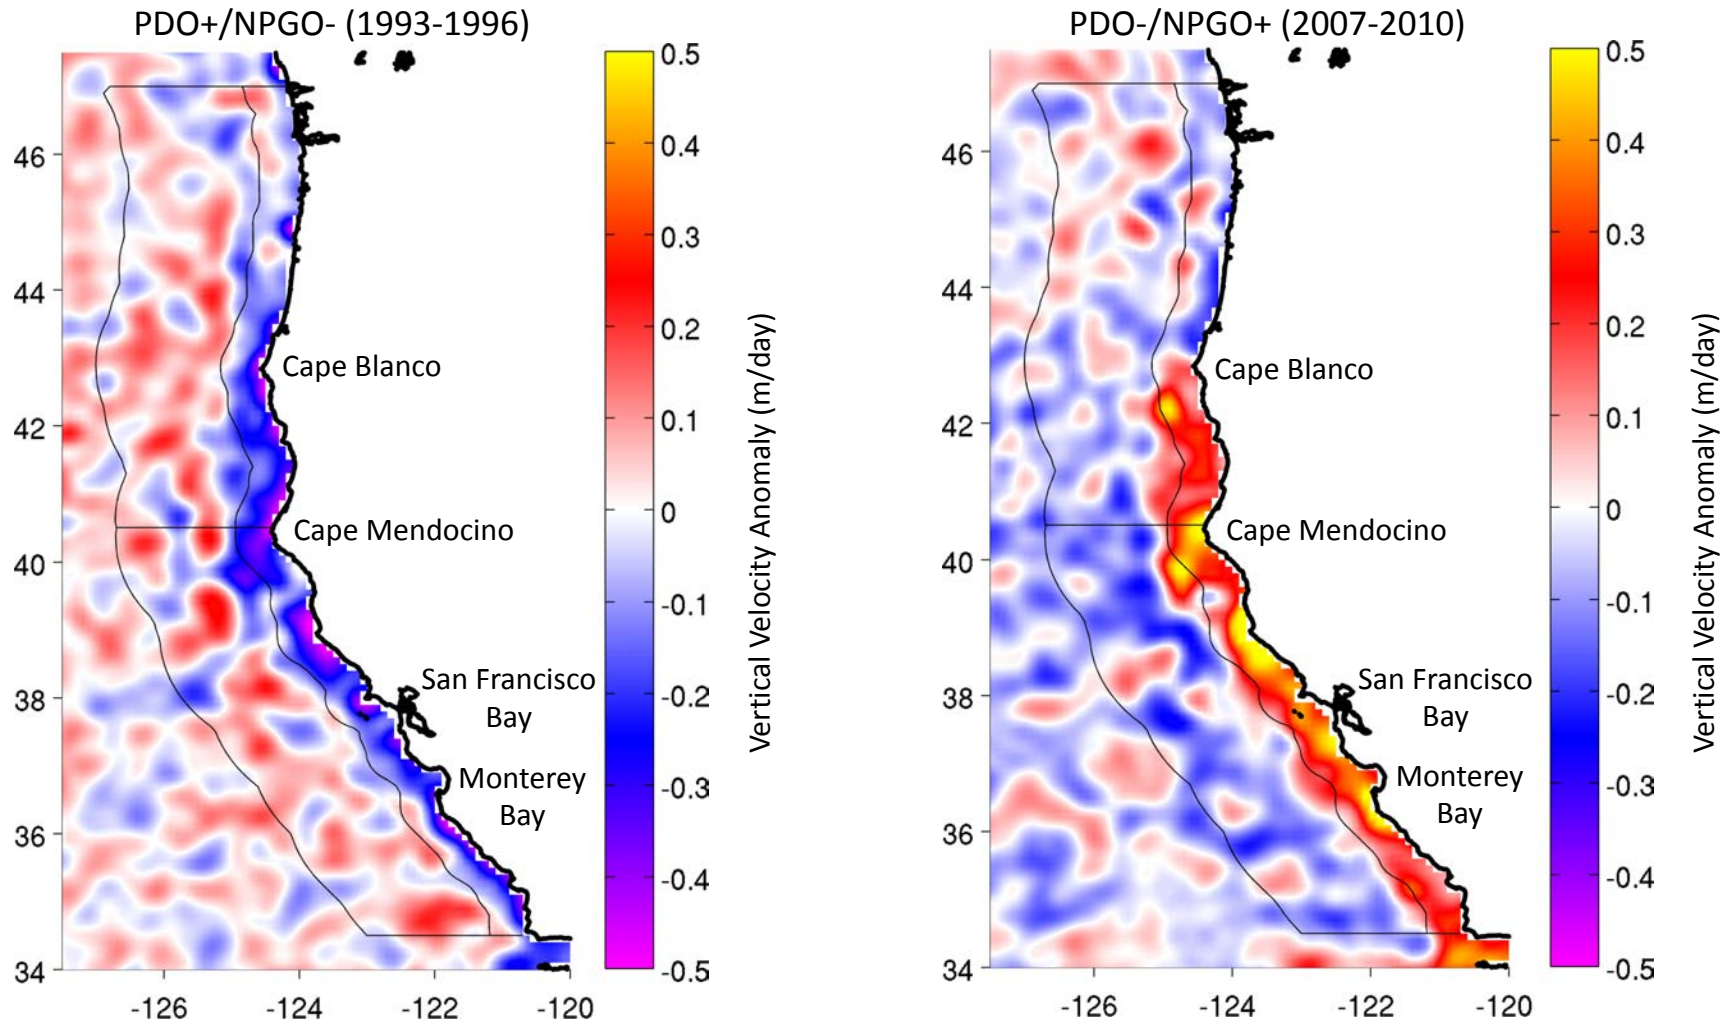 PDO+/NPGO- (1993-1996)
46
44
42
40
38
36
34
-126
-124
-122
-120
Cape Blanco
Cape Mendocino
San Francisco
Bay
Monterey
Bay
0.5
0.4
0.3
0.2
0.1
0
-0.1
-0.2
-0.3
-0.4
-0.5
Vertical Velocity Anomaly (m/day)
PDO-/NPGO+ (2007-2010)
46
44
42
40
38
36
34
-126
-124
-122
-120
Cape Blanco
Cape Mendocino
San Francisco
Bay
Monterey
Bay
0.5
0.4
0.3
0.2
0.1
0
-0.1
-0.2
-0.3
-0.4
-0.5
Vertical Velocity Anomaly (m/day)